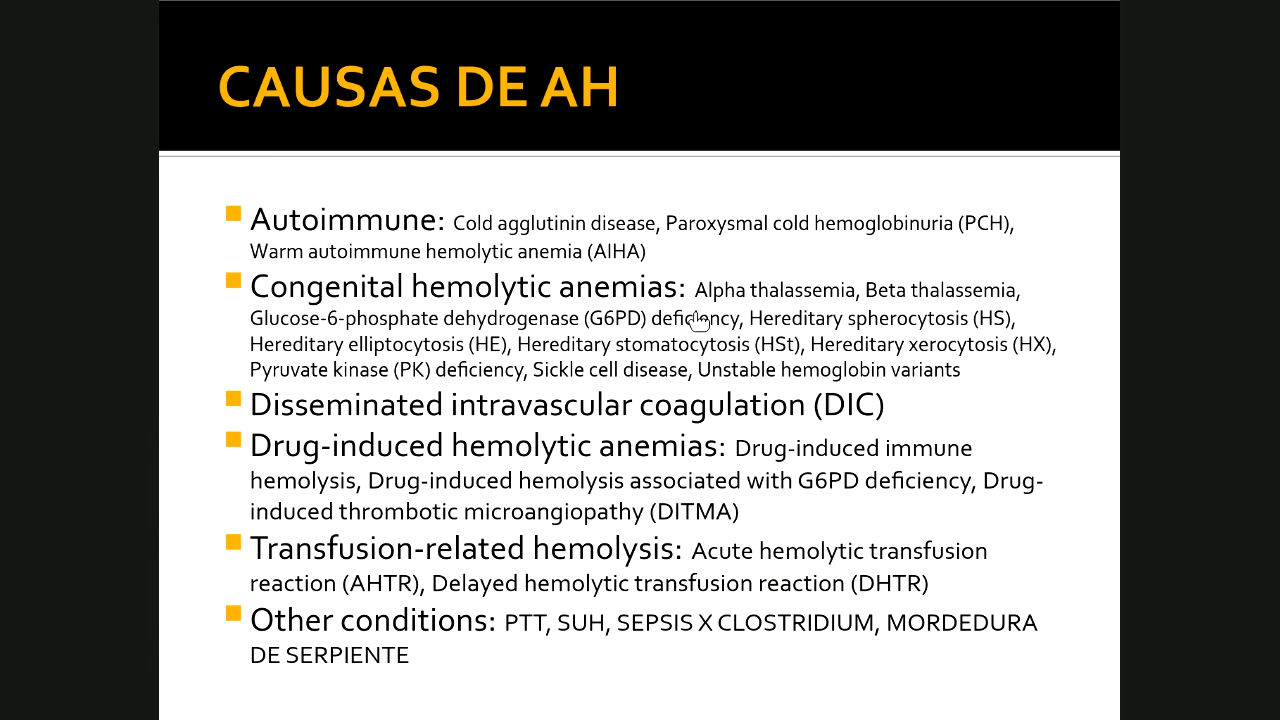 CAUSAS DE AH
Autoimmune: Cold agglutinin disease, Paroxysmal cold hemoglobinuria (PCH),
Warm autoimmune hemolytic anemia (AIHA)
Congenital hemolytic anemias: Alpha thalassemia, Beta thalassemia,
Glucose-6-phosphate dehydrogenase (G6PD) deficiency, Hereditary spherocytosis (HS),
Hereditary elliptocytosis (HE), Hereditary stomatocytosis (HSt), Hereditary xerocytosis (HX),
Pyruvate kinase (PK) deficiency, Sickle cell disease, Unstable hemoglobin variants
Disseminated intravascular coagulation (DIC)
Drug-induced hemolytic anemias: Drug-induced immune
hemolysis, Drug-induced hemolysis associated with G6PD deficiency, Drug-
induced thrombotic microangiopathy (DITMA)
Transfusion-related hemolysis: Acute hemolytic transfusion
reaction (AHTR), Delayed hemolytic transfusion reaction (DHTR)
Other conditions: PTT, SUH, SEPSIS X CLOSTRIDIUM, MORDEDURA
DE SERPIENTE